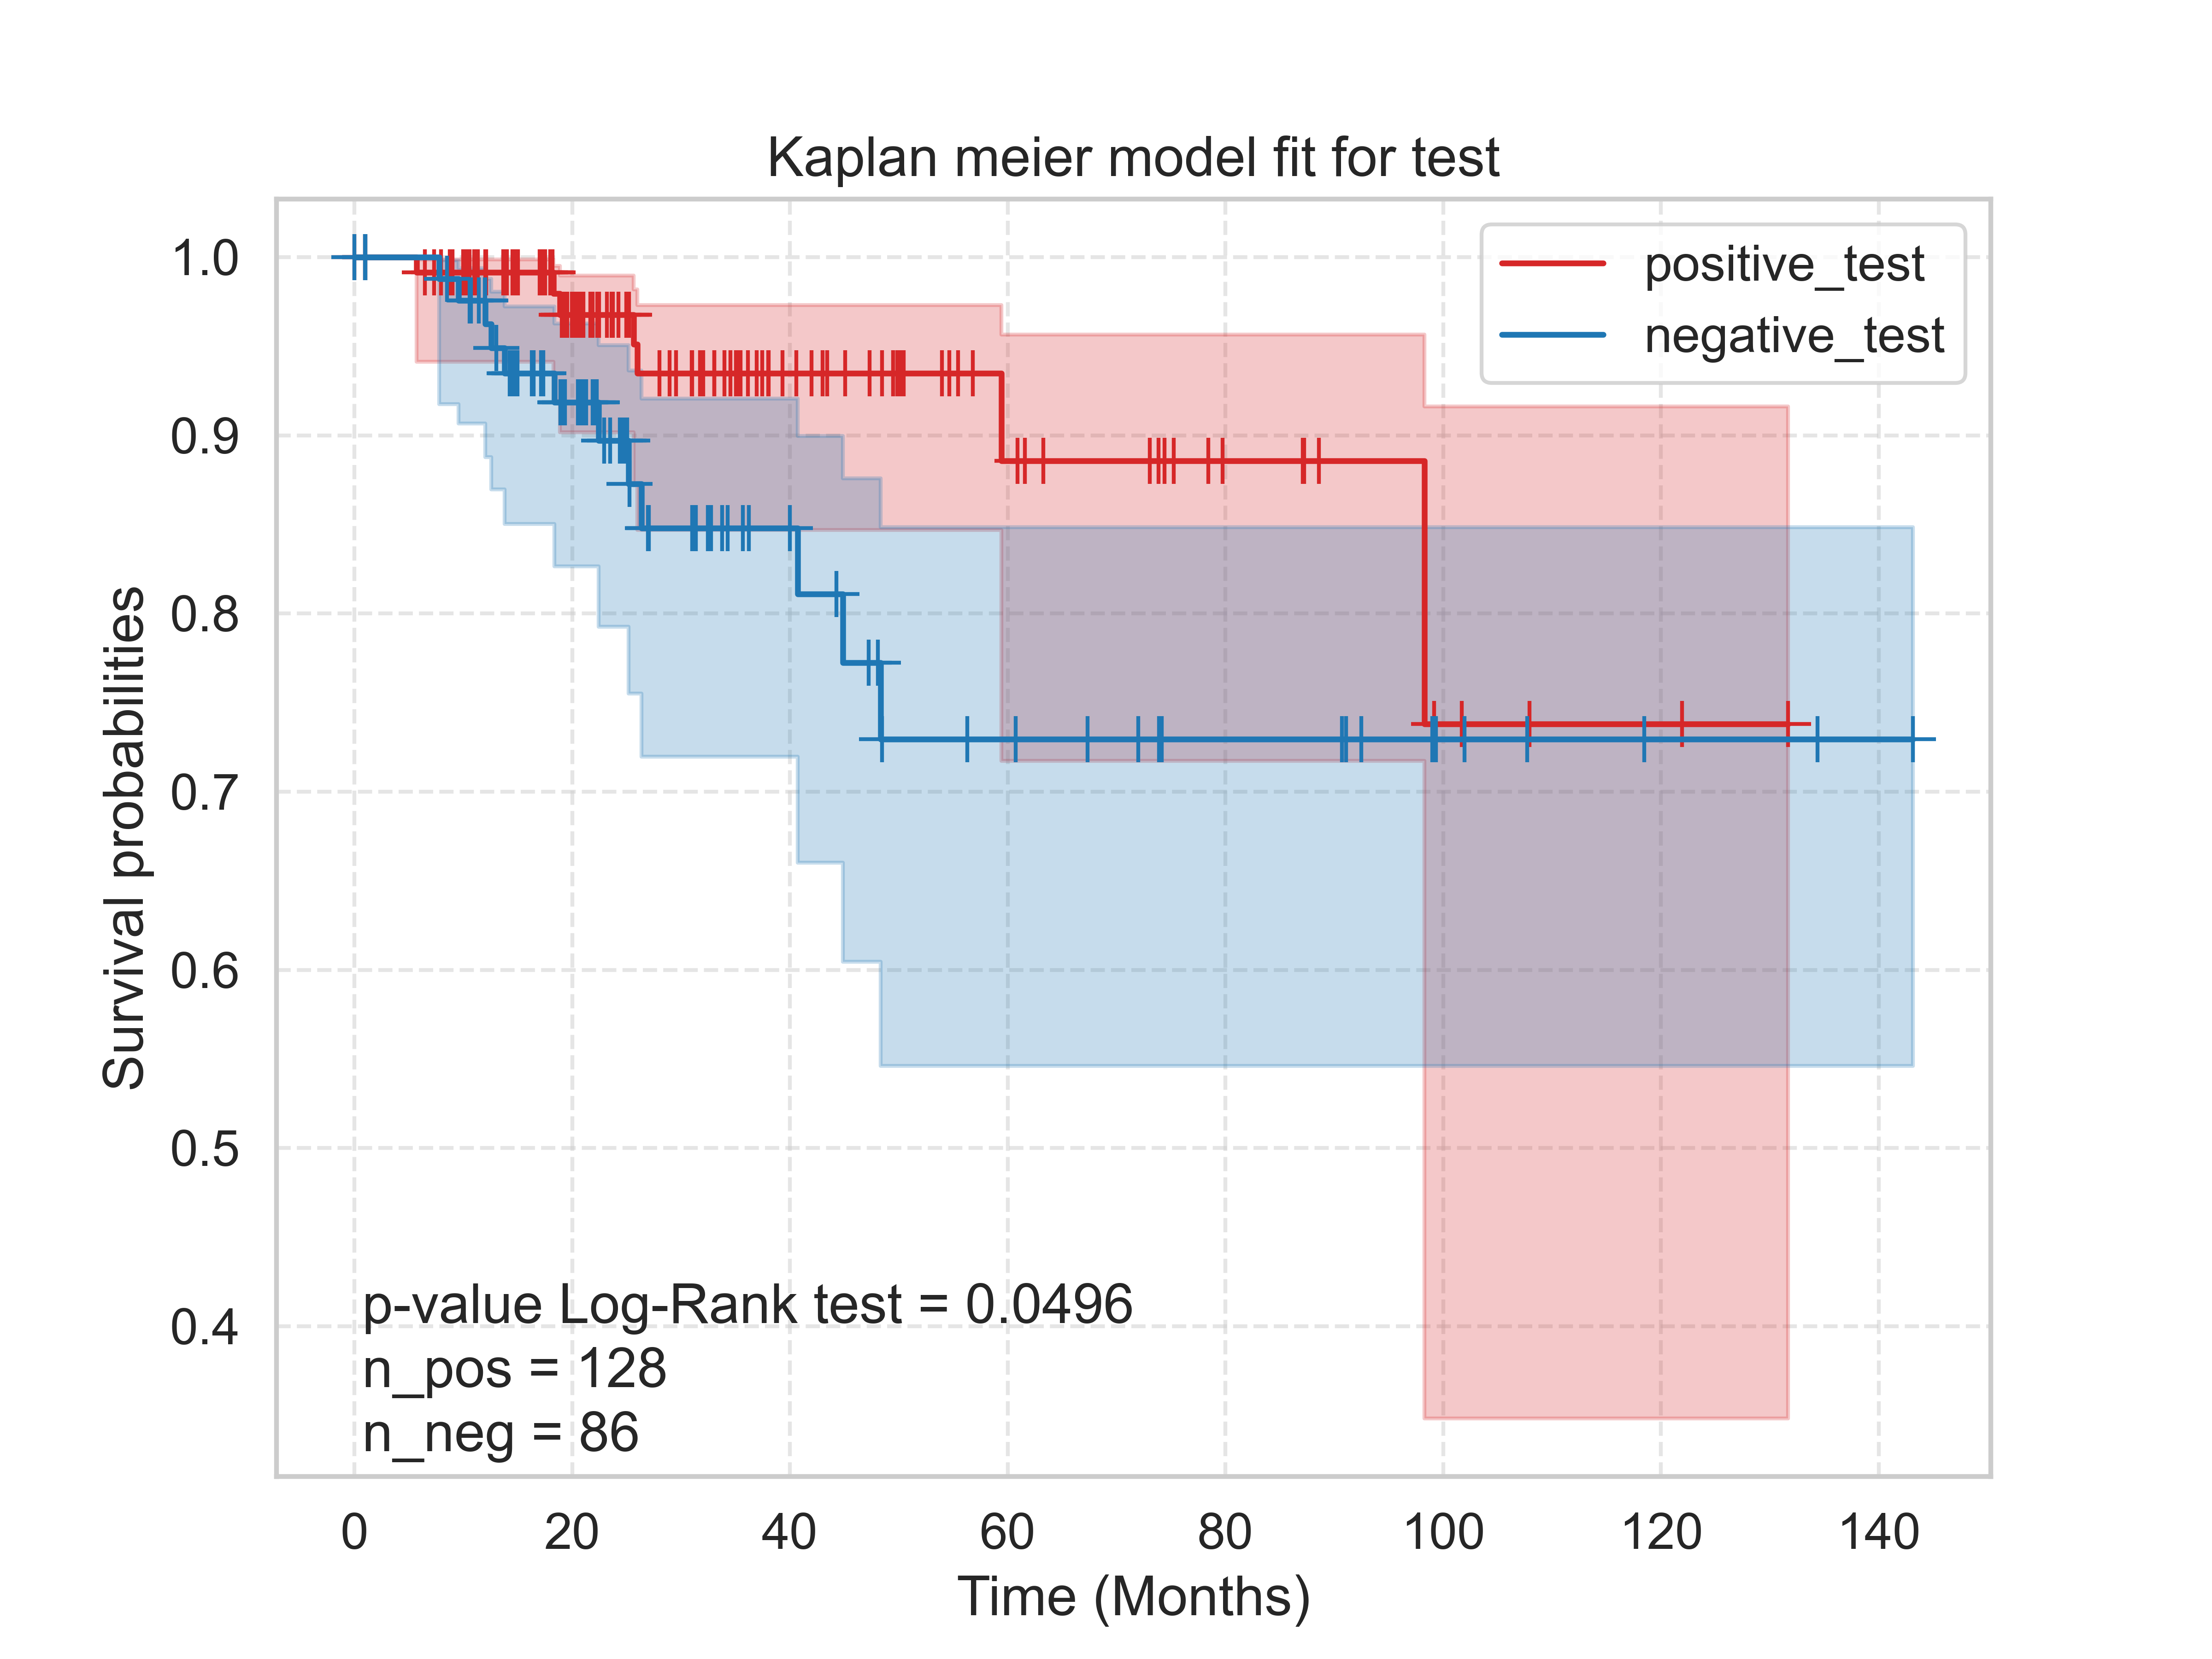 Kaplan meier model fit for test
positive_test
negative_test
Survival probabilities
1.0
0.9
0.8
0.7
0.6
0.5
0.4
p-value Log-Rank test = 0.0496
n_pos = 128
n_neg = 86
0 20 40 60 80 100 120 140
Time (Months)